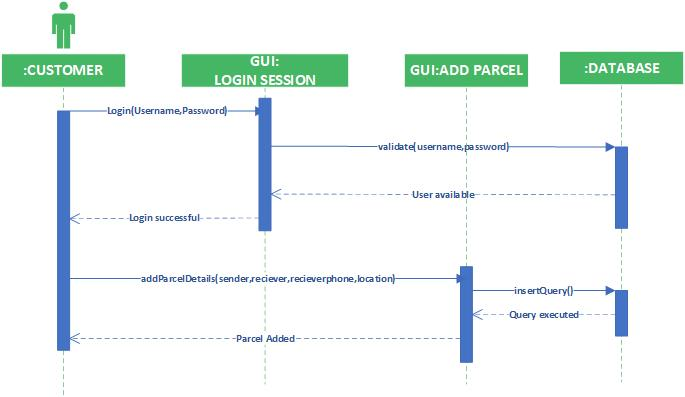 :CUSTOMER
GUI:
LOGIN SESSION
GUI:ADD PARCEL
:DATABASE
Login(Username,Password)
validate(username,password)
User available
Login successful
addParcelDetails(sender,reciever,recieverphone,location)
insertQuery()
Query executed
Parcel Added